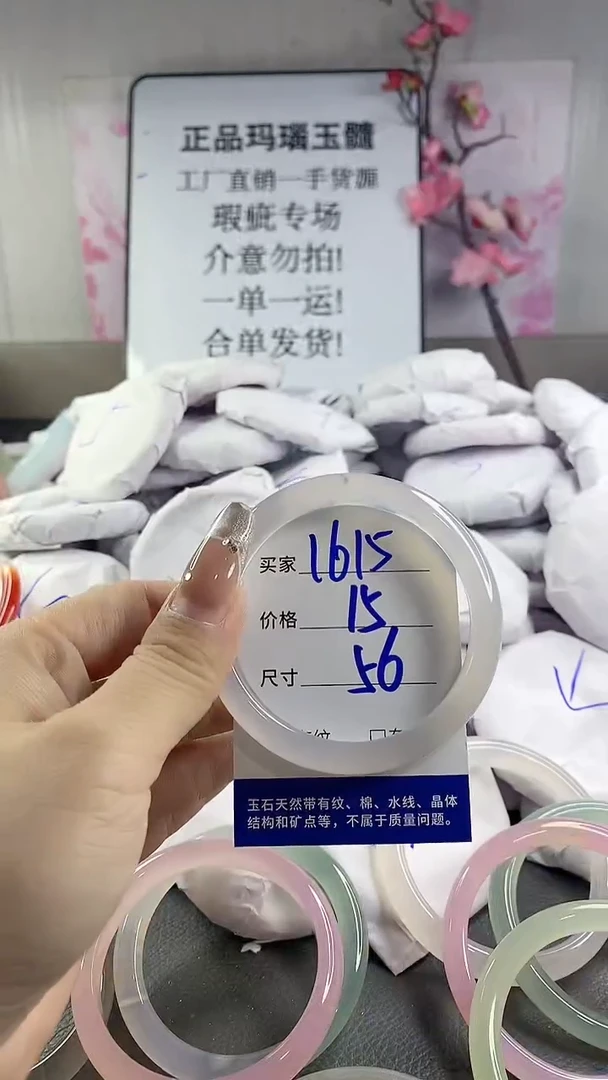 正品玛瑙玉髓
工厂直销一手货源
瑕疵专场
介意勿拍!
一单一运!
合单发货!
买家 1615
价格 15
尺寸 56
玉石天然带有纹、棉、水线、晶体
结构和矿点等，不属于质量问题。